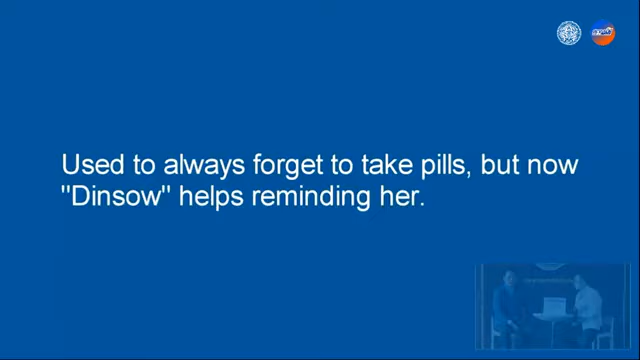 Used to always forget to take pills, but now
"Dinsow" helps reminding her.